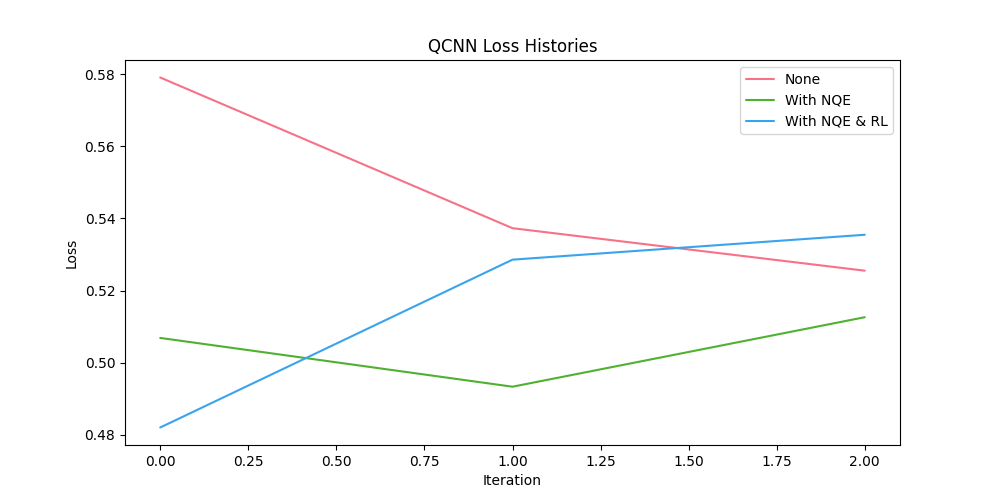 QCNN Loss Histories
None
With NQE
With NQE & RL
Loss
0.58
0.56
0.54
0.52
0.50
0.48
0.00 0.25 0.50 0.75 1.00 1.25 1.50 1.75 2.00
Iteration